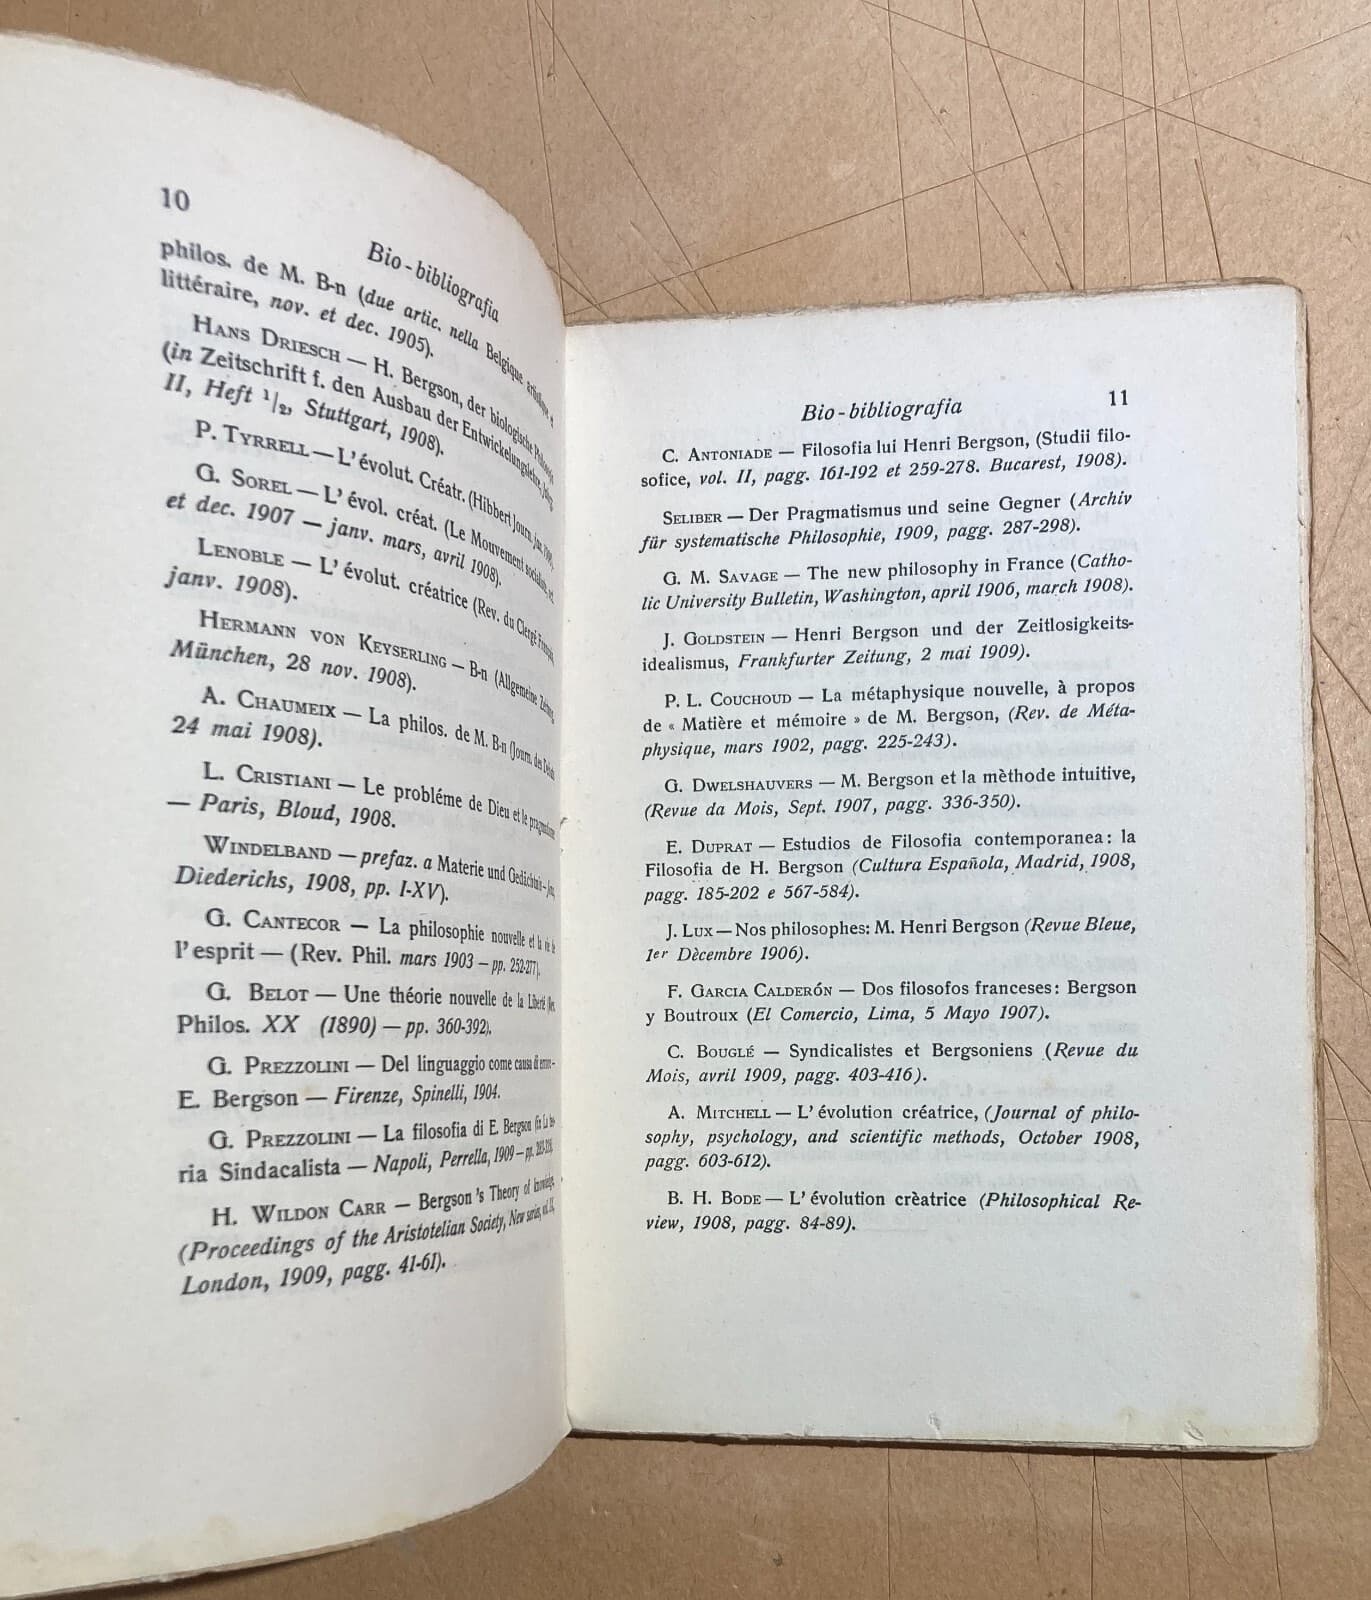 10
Bio-bibliografia
philos. de M. B-n (due artic. nella Belgique artistique e
littéraire, nov. et dec. 1905).
HANS DRIESCH — H. Bergson, der biologische Philosoph
(in Zeitschrift f. den Ausbau der Entwickelungslehre,
II, Heft 1/2, Stuttgart, 1908).
P. TYRRELL — L' évolut. Créatr. (Hibbert Journ.
G. SOREL — L' évol. créat. (Le Mouvement socialiste,
et dec. 1907 — janv. mars, avril 1908).
LENOBLE — L' évolut. créatrice (Rev. du Clergé Français,
janv. 1908).
HERMANN VON KEYSERLING — B-n (Allgemeine Zeitung,
München, 28 nov. 1908).
A. CHAUMEIX — La philos. de M. B-n (Journ. des Débats
24 mai 1908).
L. CRISTIANI — Le probléme de Dieu et le pragmatisme
— Paris, Bloud, 1908.
WINDELBAND — prefaz. a Materie und Gedächtnis —
Diederichs, 1908, pp. I-XV).
G. CANTECOR — La philosophie nouvelle et la vie de
l' esprit — (Rev. Phil. mars 1903 — pp. 252-277).
G. BELOT — Une théorie nouvelle de la Liberté (Rev.
Philos. XX (1890) — pp. 360-392).
G. PREZZOLINI — Del linguaggio come causa di errore —
E. Bergson — Firenze, Spinelli, 1904.
G. PREZZOLINI — La filosofia di E. Bergson (in La teo-
ria Sindacalista — Napoli, Perrella, 1909 — pp.
H. WILDON CARR — Bergson 's Theory of knowledge,
(Proceedings of the Aristotelian Society, New series, vol. IX,
London, 1909, pagg. 41-61).
Bio-bibliografia 11
C. ANTONIADE — Filosofia lui Henri Bergson, (Studii filo-
sofice, vol. II, pagg. 161-192 et 259-278. Bucarest, 1908).
SELIBER — Der Pragmatismus und seine Gegner (Archiv
für systematische Philosophie, 1909, pagg. 287-298).
G. M. SAVAGE — The new philosophy in France (Catho-
lic University Bulletin, Washington, april 1906, march 1908).
J. GOLDSTEIN — Henri Bergson und der Zeitlosigkeits-
idealismus, Frankfurter Zeitung, 2 mai 1909).
P. L. COUCHOUD — La métaphysique nouvelle, à propos
de « Matière et mémoire » de M. Bergson, (Rev. de Méta-
physique, mars 1902, pagg. 225-243).
G. DWELSHAUVERS — M. Bergson et la mèthode intuitive,
(Revue da Mois, Sept. 1907, pagg. 336-350).
E. DUPRAT — Estudios de Filosofia contemporanea: la
Filosofia de H. Bergson (Cultura Española, Madrid, 1908,
pagg. 185-202 e 567-584).
J. LUX — Nos philosophes: M. Henri Bergson (Revue Bleue,
1er Dècembre 1906).
F. GARCIA CALDERÓN — Dos filosofos franceses: Bergson
y Boutroux (El Comercio, Lima, 5 Mayo 1907).
C. BOUGLÉ — Syndicalistes et Bergsoniens (Revue du
Mois, avril 1909, pagg. 403-416).
A. MITCHELL — L' évolution créatrice, (Journal of philo-
sophy, psychology, and scientific methods, October 1908,
pagg. 603-612).
B. H. BODE — L' évolution crèatrice (Philosophical Re-
view, 1908, pagg. 84-89).